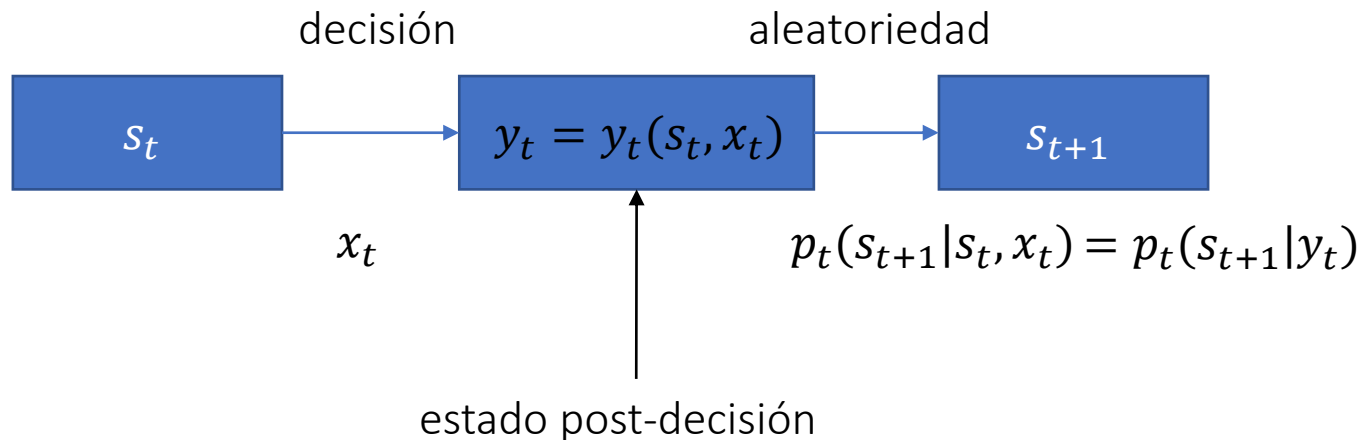 decisión aleatoriedad
s_t y_t = y_t(s_t, x_t) s_{t+1}
x_t p_t(s_{t+1}|s_t, x_t) = p_t(s_{t+1}|y_t)
estado post-decisión